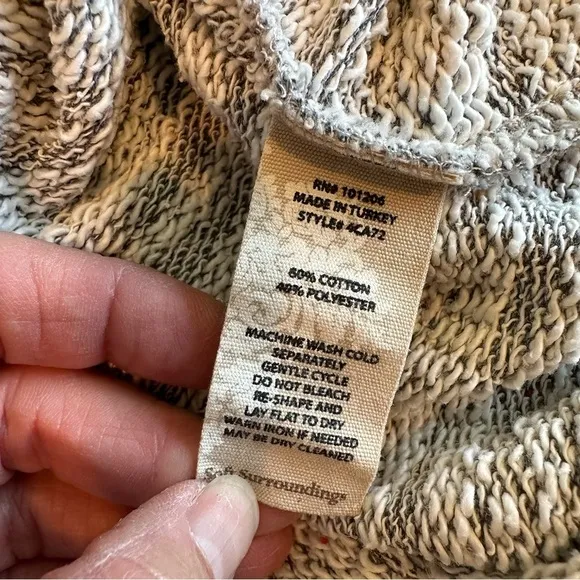 RN# 101206
MADE IN TURKEY
STYLE# 4CA72
60% COTTON
40% POLYESTER
MACHINE WASH COLD
SEPARATELY
GENTLE CYCLE
DO NOT BLEACH
RE-SHAPE AND
LAY FLAT TO DRY
WARN IRON IF NEEDED
MAY BE DRY CLEANED
Soft Surroundings